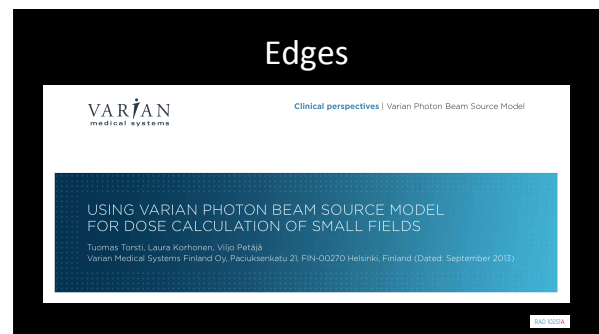 Edges
VARIAN
medical systems
Clinical perspectives | Varian Photon Beam Source Model
USING VARIAN PHOTON BEAM SOURCE MODEL
FOR DOSE CALCULATION OF SMALL FIELDS
Tuomas Torsti, Laura Korhonen, Viljo Petäjä
Varian Medical Systems Finland Oy, Paciuksenkatu 21, FIN-00270 Helsinki, Finland (Dated: September 2013)
RAD 10251A